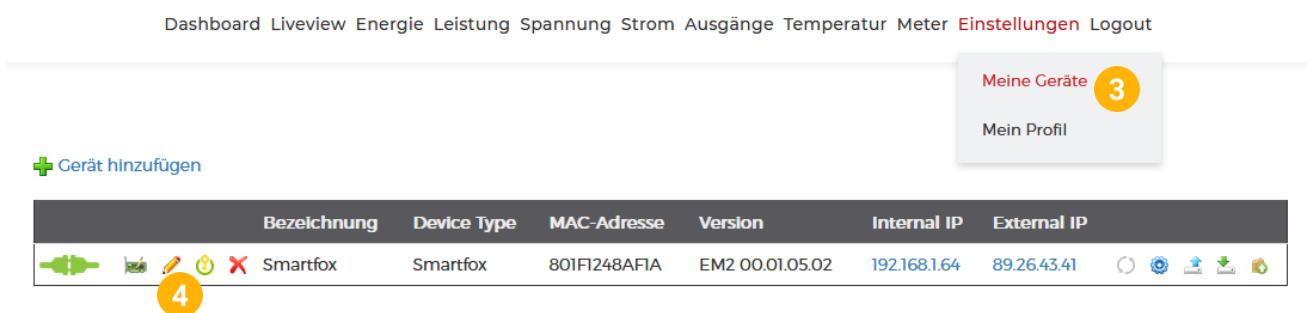 Dashboard Liveview Energie Leistung Spannung Strom Ausgänge Temperatur Meter Einstellungen Logout
Meine Geräte 3
Mein Profil
Gerät hinzufügen
Bezeichnung Device Type MAC-Adresse Version Internal IP External IP
Smartfox Smartfox 801F1248AF1A EM2 00.01.05.02 192.168.1.64 89.26.43.41
4